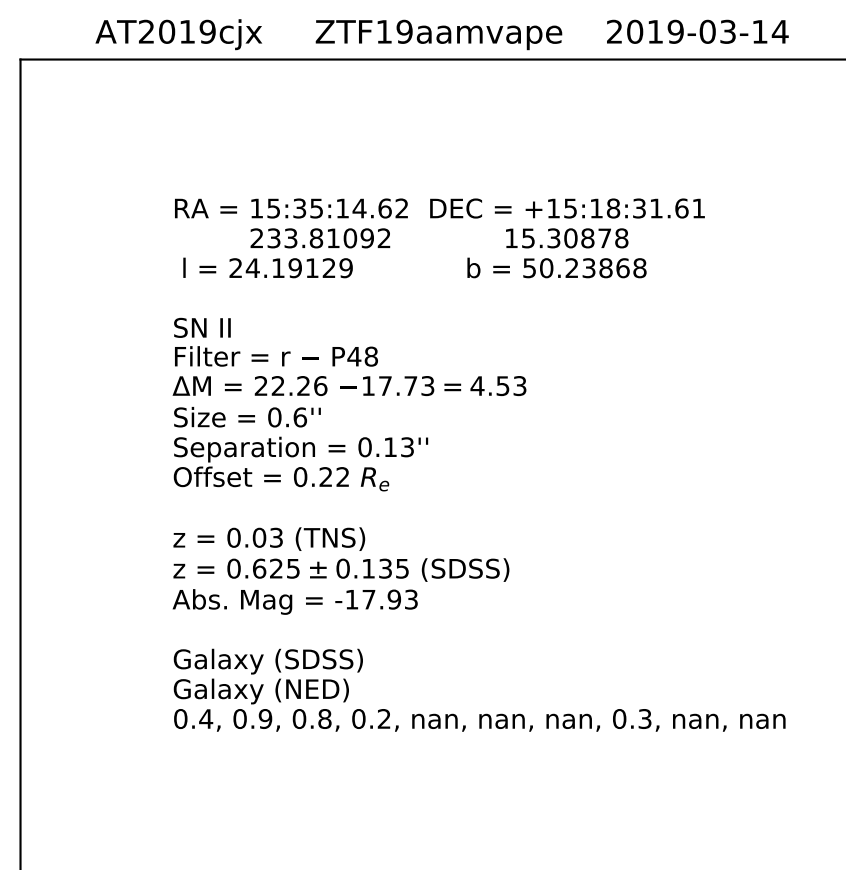 AT2019cjx ZTF19aamvape 2019-03-14
RA = 15:35:14.62 DEC = +15:18:31.61
233.81092 15.30878
l = 24.19129 b = 50.23868
SN II
Filter = r − P48
ΔM = 22.26 −17.73 = 4.53
Size = 0.6''
Separation = 0.13''
Offset = 0.22 Rₑ
z = 0.03 (TNS)
z = 0.625 ± 0.135 (SDSS)
Abs. Mag = -17.93
Galaxy (SDSS)
Galaxy (NED)
0.4, 0.9, 0.8, 0.2, nan, nan, nan, 0.3, nan, nan